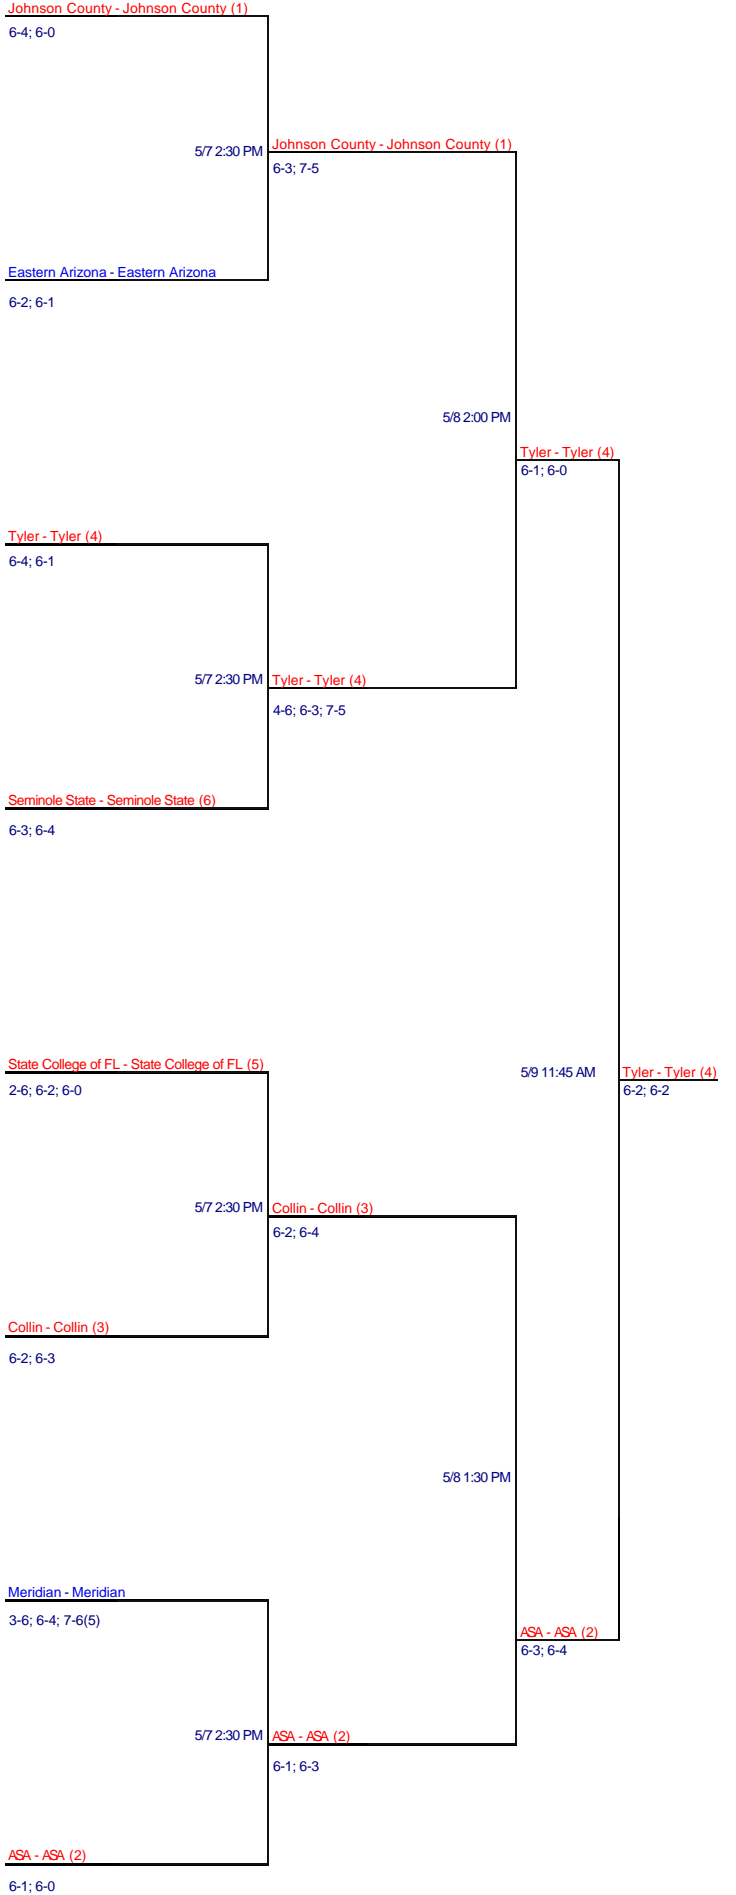 Johnson County - Johnson County (1)
6-4; 6-0
5/7 2:30 PM
Johnson County - Johnson County (1)
6-3; 7-5
Eastern Arizona - Eastern Arizona
6-2; 6-1
5/8 2:00 PM
Tyler - Tyler (4)
6-1; 6-0
Tyler - Tyler (4)
6-4; 6-1
5/7 2:30 PM
Tyler - Tyler (4)
4-6; 6-3; 7-5
Seminole State - Seminole State (6)
6-3; 6-4
State College of FL - State College of FL (5)
2-6; 6-2; 6-0
5/9 11:45 AM
Tyler - Tyler (4)
6-2; 6-2
5/7 2:30 PM
Collin - Collin (3)
6-2; 6-4
Collin - Collin (3)
6-2; 6-3
5/8 1:30 PM
Meridian - Meridian
3-6; 6-4; 7-6(5)
ASA - ASA (2)
6-3; 6-4
5/7 2:30 PM
ASA - ASA (2)
6-1; 6-3
ASA - ASA (2)
6-1; 6-0